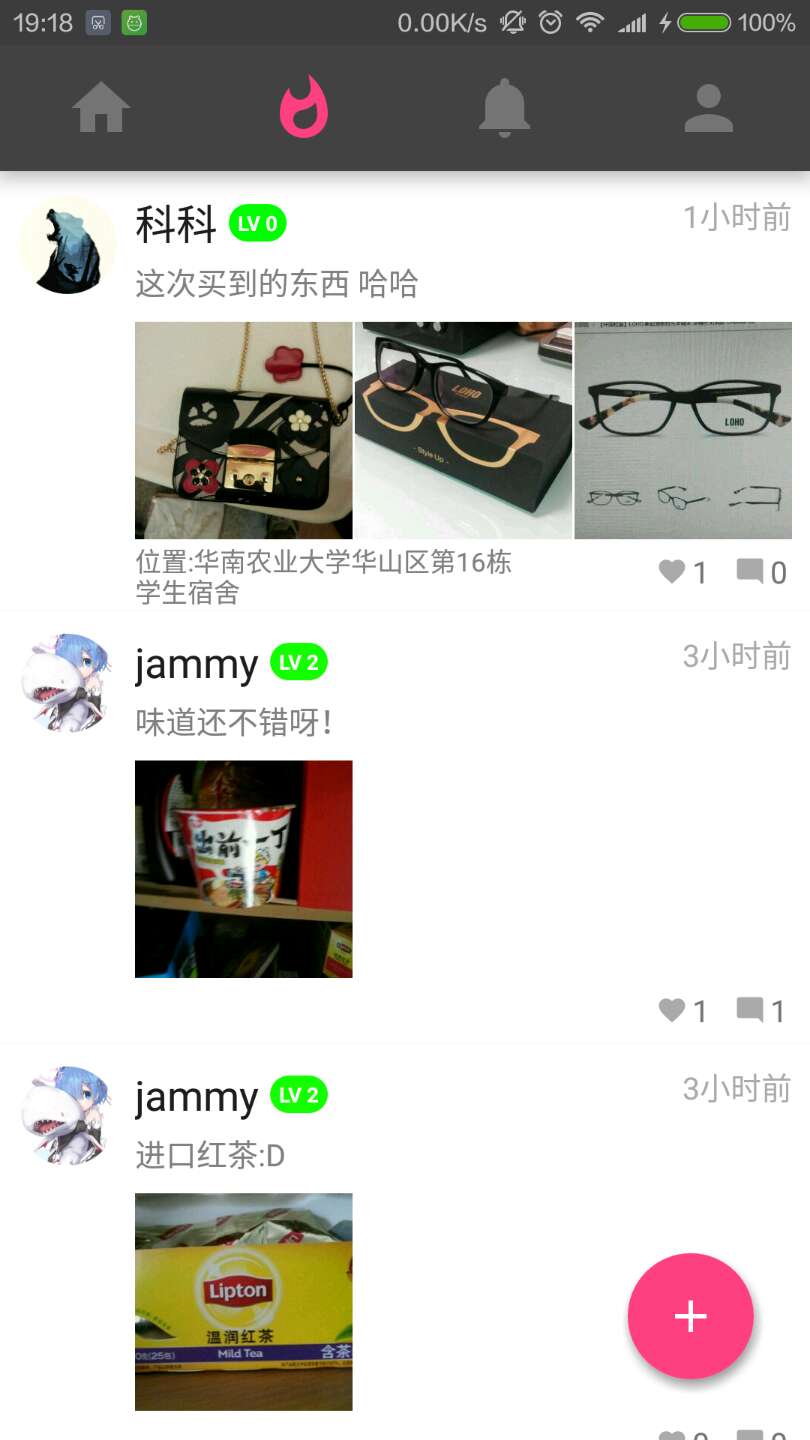 19:18 0.00K/s 100%
科科 LV 0 1小时前
这次买到的东西 哈哈
LOHO
- Style Up -
LOHO
位置:华南农业大学华山区第16栋
学生宿舍
1 0
jammy LV 2 3小时前
味道还不错呀!
出前一丁
1 1
jammy LV 2 3小时前
进口红茶:D
Lipton
温润红茶
Mild Tea
含茶